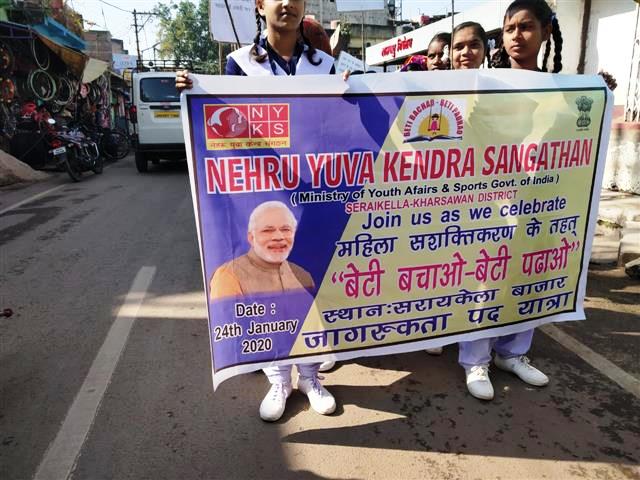 NYKS
नेहरू युवा केन्द्र संगठन
BETI BACHAO - BETI PADHAO
NEHRU YUVA KENDRA SANGATHAN
( Ministry of Youth Afairs & Sports Govt. of India )
SERAIKELLA-KHARSAWAN DISTRICT
Join us as we celebrate
महिला सशक्तिकरण के तहत्
"बेटी बचाओ-बेटी पढाओ"
स्थान:सरायकेला बाजार
जागरूकता पद यात्रा
Date :
24th January
2020